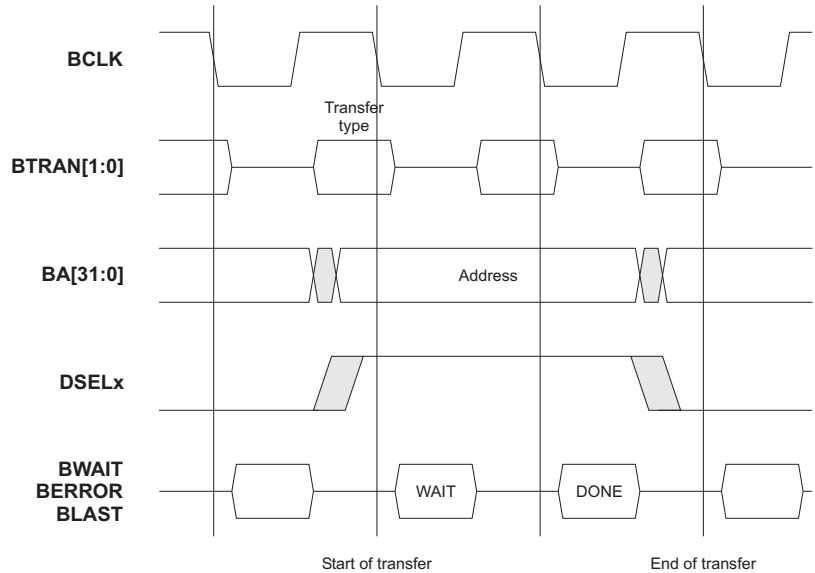 BCLK
Transfer
type
BTRAN[1:0]
BA[31:0]
Address
DSELx
BWAIT
BERROR
BLAST
WAIT
DONE
Start of transfer
End of transfer